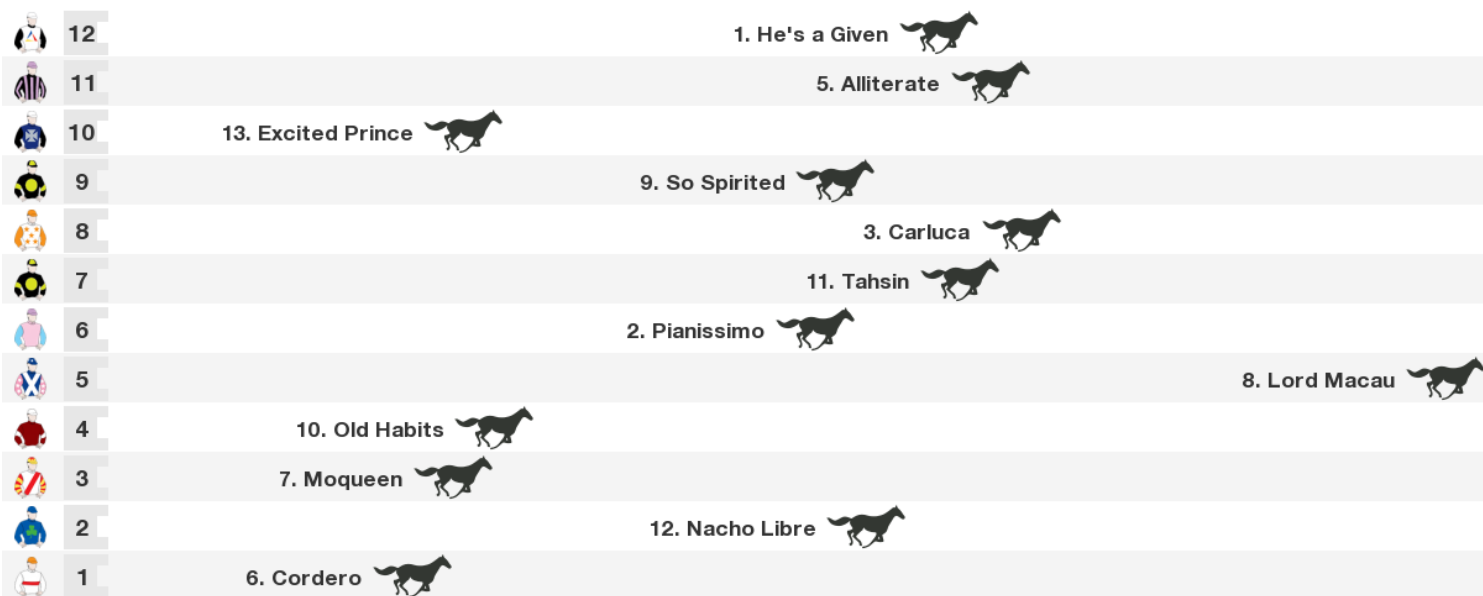 12 1. He's a Given
11 5. Alliterate
10 13. Excited Prince
9 9. So Spirited
8 3. Carluca
7 11. Tahsin
6 2. Pianissimo
5 8. Lord Macau
4 10. Old Habits
3 7. Moqueen
2 12. Nacho Libre
1 6. Cordero